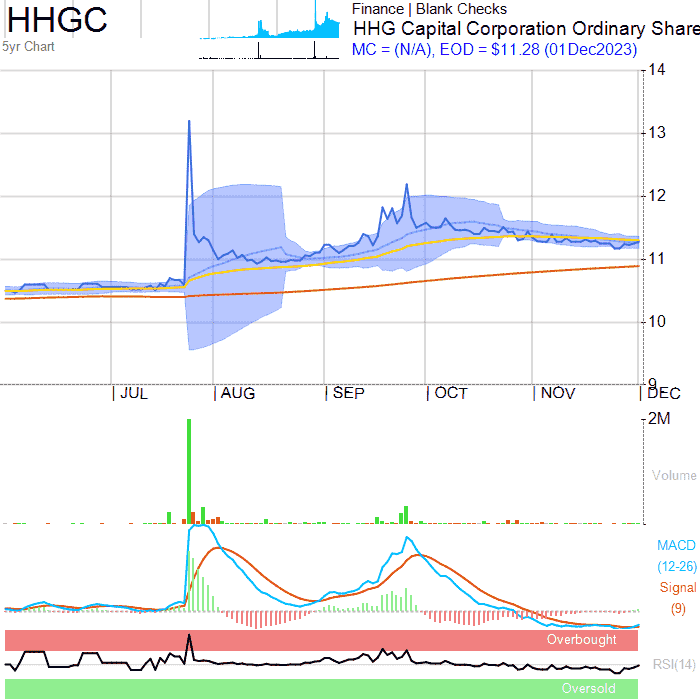 HHGC
5yr Chart
Finance | Blank Checks
HHG Capital Corporation Ordinary Share
MC = (N/A), EOD = $11.28 (01Dec2023)
14
13
12
11
10
9
JUL
AUG
SEP
OCT
NOV
DEC
2M
Volume
MACD
(12-26)
Signal
(9)
Overbought
RSI(14)
Oversold